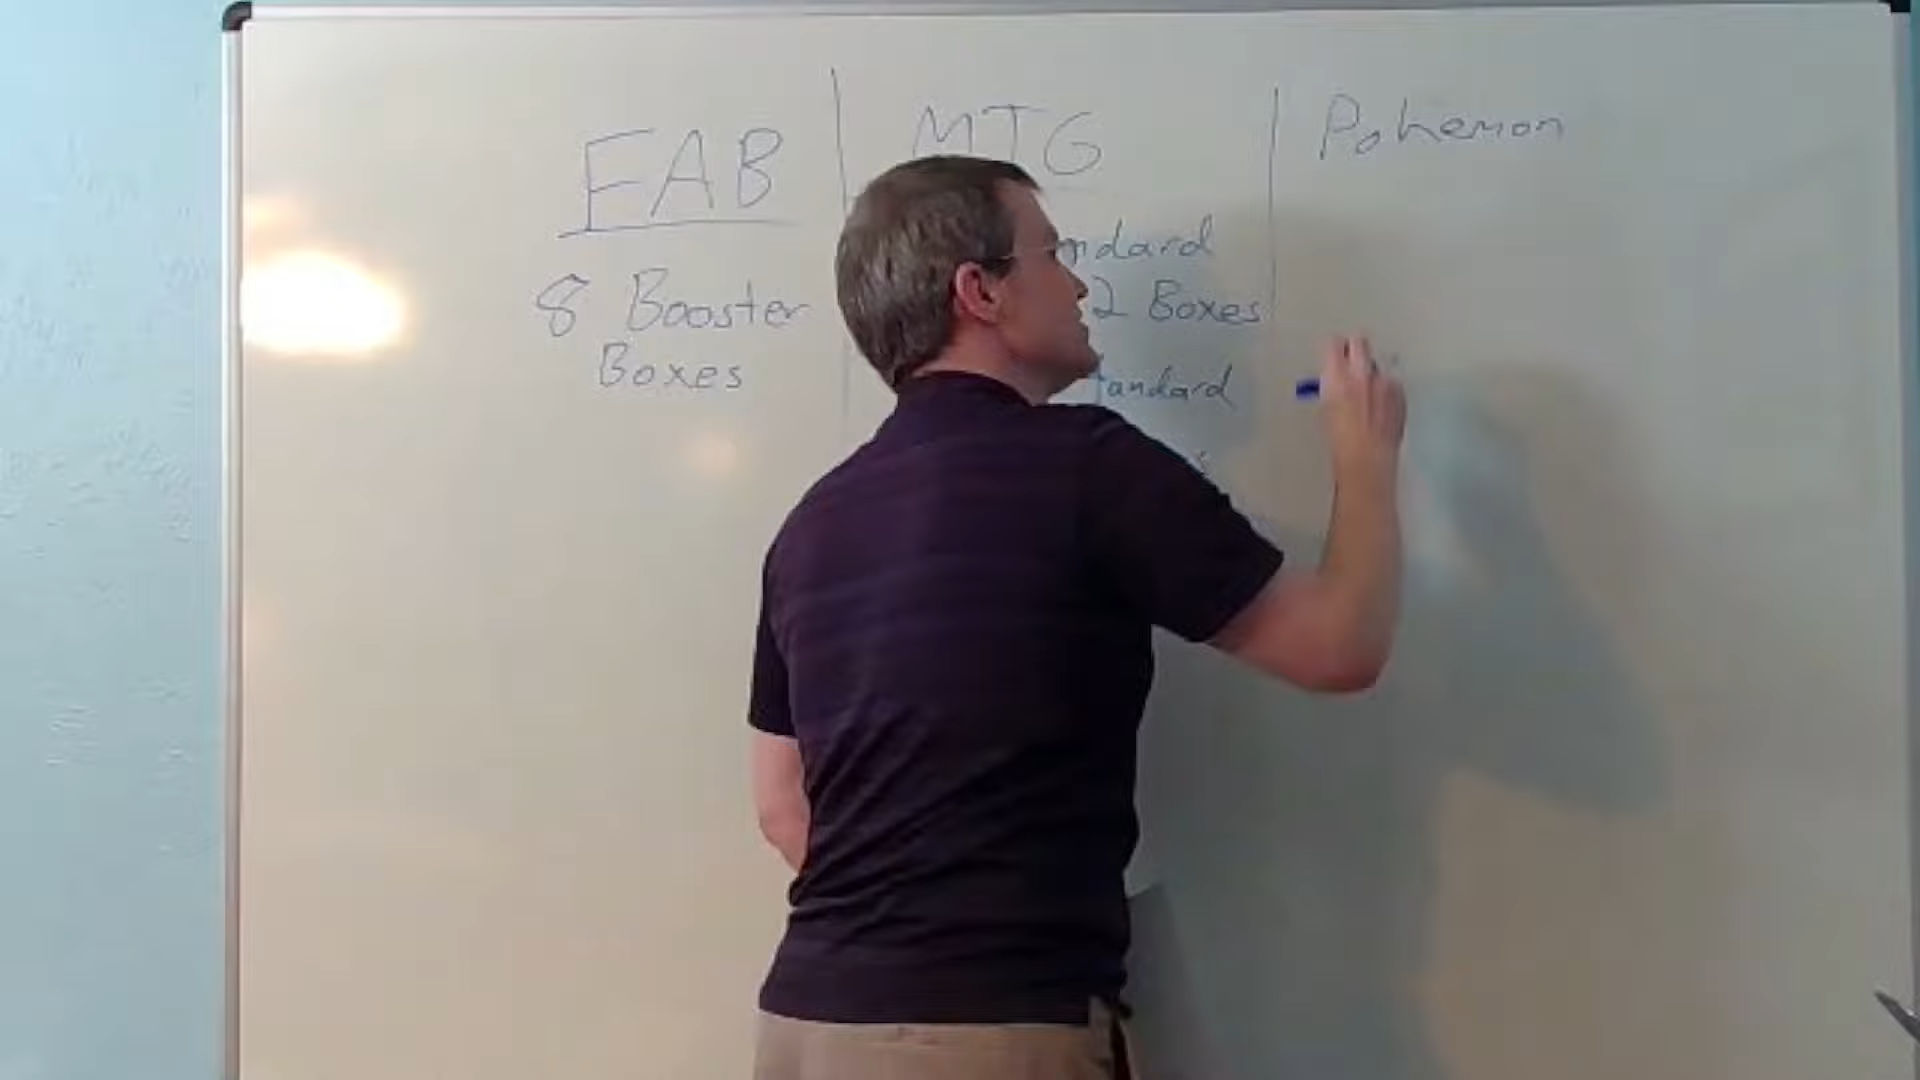 FAB
8 Booster
Boxes
MTG
ndard
2 Boxes
tandard
Pokemon